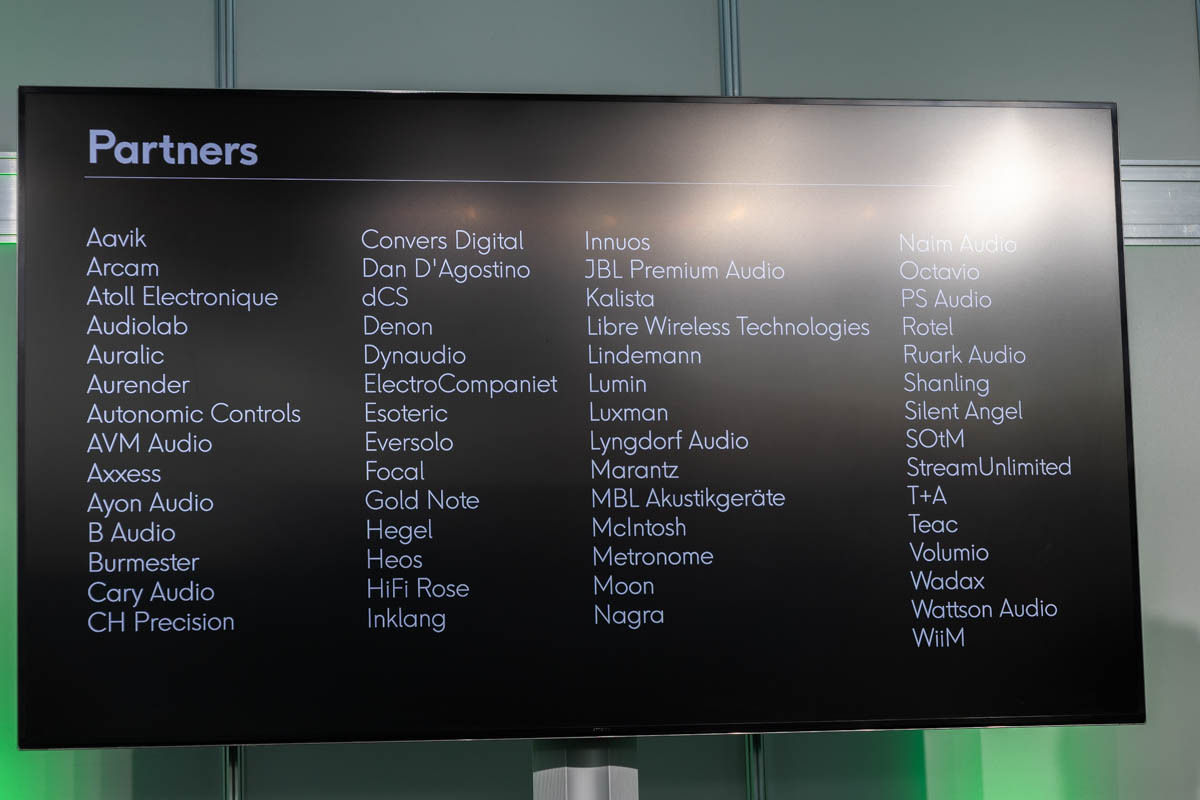 Partners
Aavik
Arcam
Atoll Electronique
Audiolab
Auralic
Aurender
Autonomic Controls
AVM Audio
Axxess
Ayon Audio
B Audio
Burmester
Cary Audio
CH Precision
Convers Digital
Dan D'Agostino
dCS
Denon
Dynaudio
ElectroCompaniet
Esoteric
Eversolo
Focal
Gold Note
Hegel
Heos
HiFi Rose
Inklang
Innuos
JBL Premium Audio
Kalista
Libre Wireless Technologies
Lindemann
Lumin
Luxman
Lyngdorf Audio
Marantz
MBL Akustikgeräte
McIntosh
Metronome
Moon
Nagra
Naim Audio
Octavio
PS Audio
Rotel
Ruark Audio
Shanling
Silent Angel
SOtM
StreamUnlimited
T+A
Teac
Volumio
Wadax
Wattson Audio
WiiM